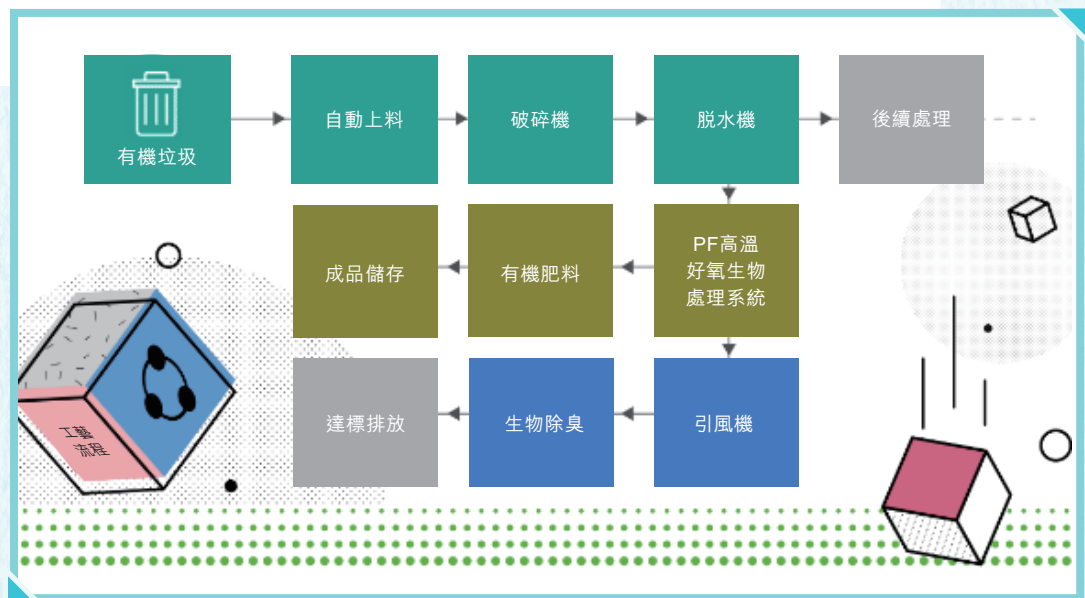 有機垃圾
自動上料
破碎機
脱水機
後續處理
成品儲存
有機肥料
PF高溫
好氧生物
處理系統
達標排放
生物除臭
引風機
工藝
流程